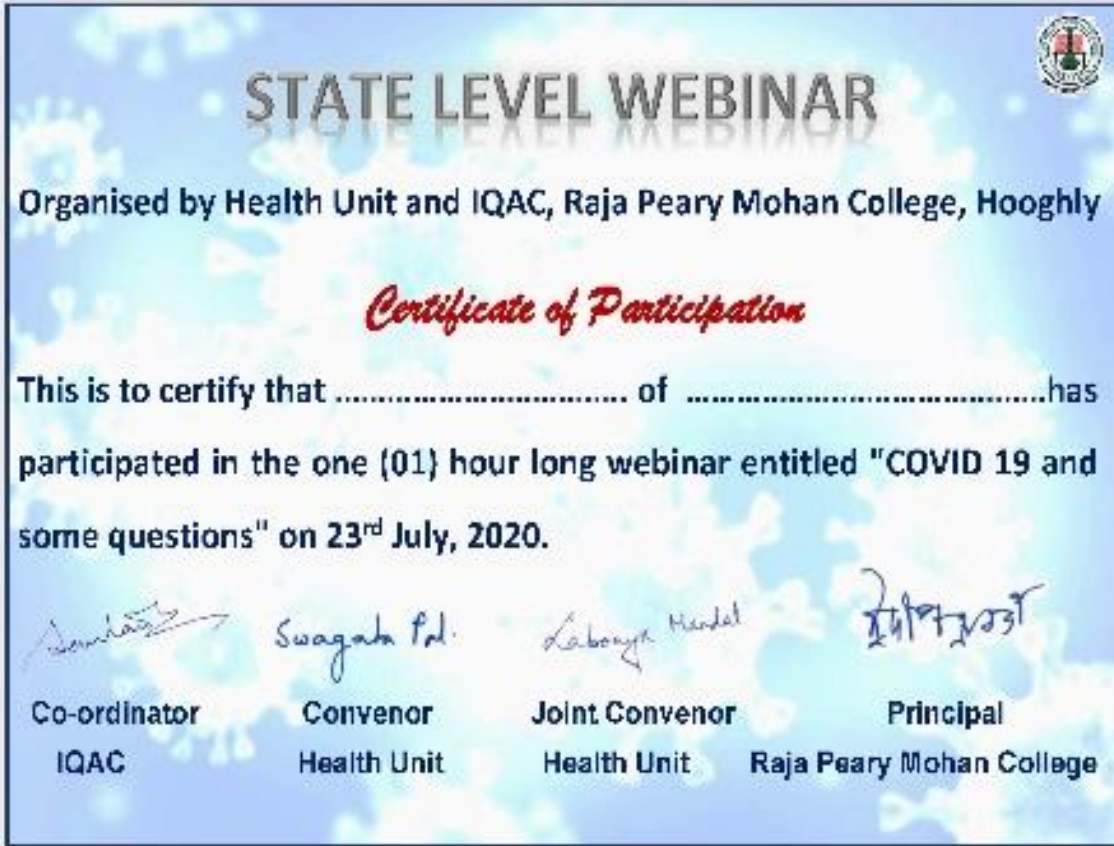 STATE LEVEL WEBINAR
Organised by Health Unit and IQAC, Raja Peary Mohan College, Hooghly
Certificate of Participation
This is to certify that ................................ of ........................................has
participated in the one (01) hour long webinar entitled "COVID 19 and
some questions" on 23rd July, 2020.
Swagata Pal. Labonya Mandal
Co-ordinator Convenor Joint Convenor Principal
IQAC Health Unit Health Unit Raja Peary Mohan College